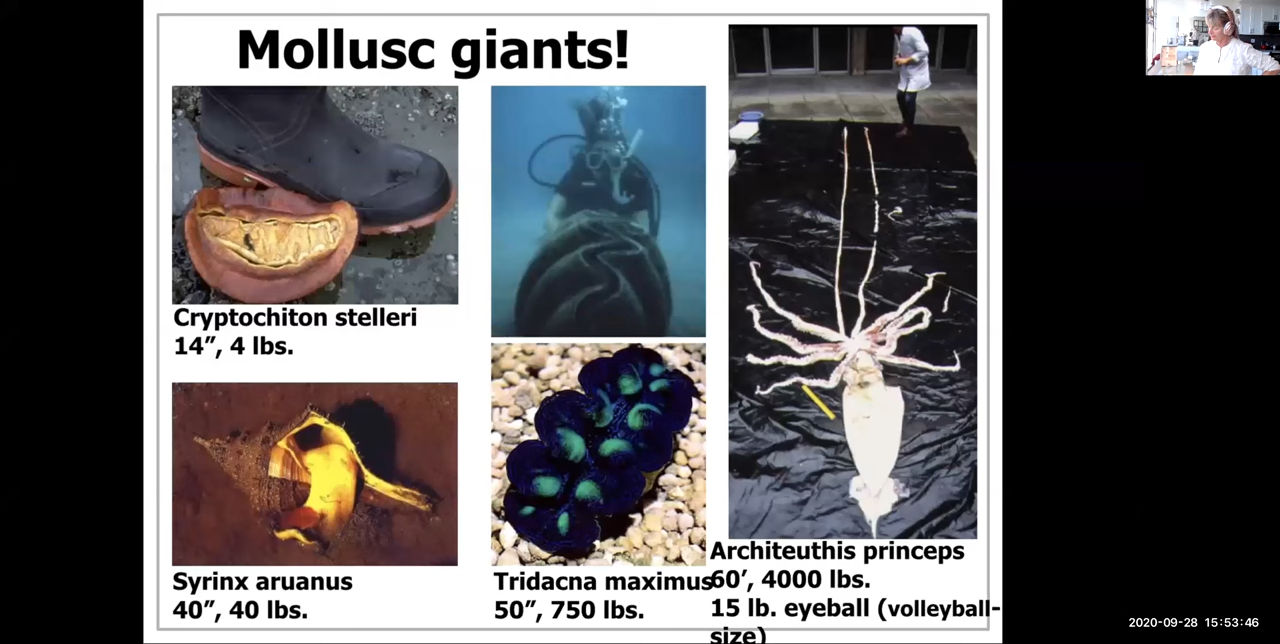 Mollusc giants!
Cryptochiton stelleri
14”, 4 lbs.
Syrinx aruanus
40”, 40 lbs.
Tridacna maximus
50”, 750 lbs.
Architeuthis princeps
60’, 4000 lbs.
15 lb. eyeball (volleyball-
size)
2020-09-28 15:53:46